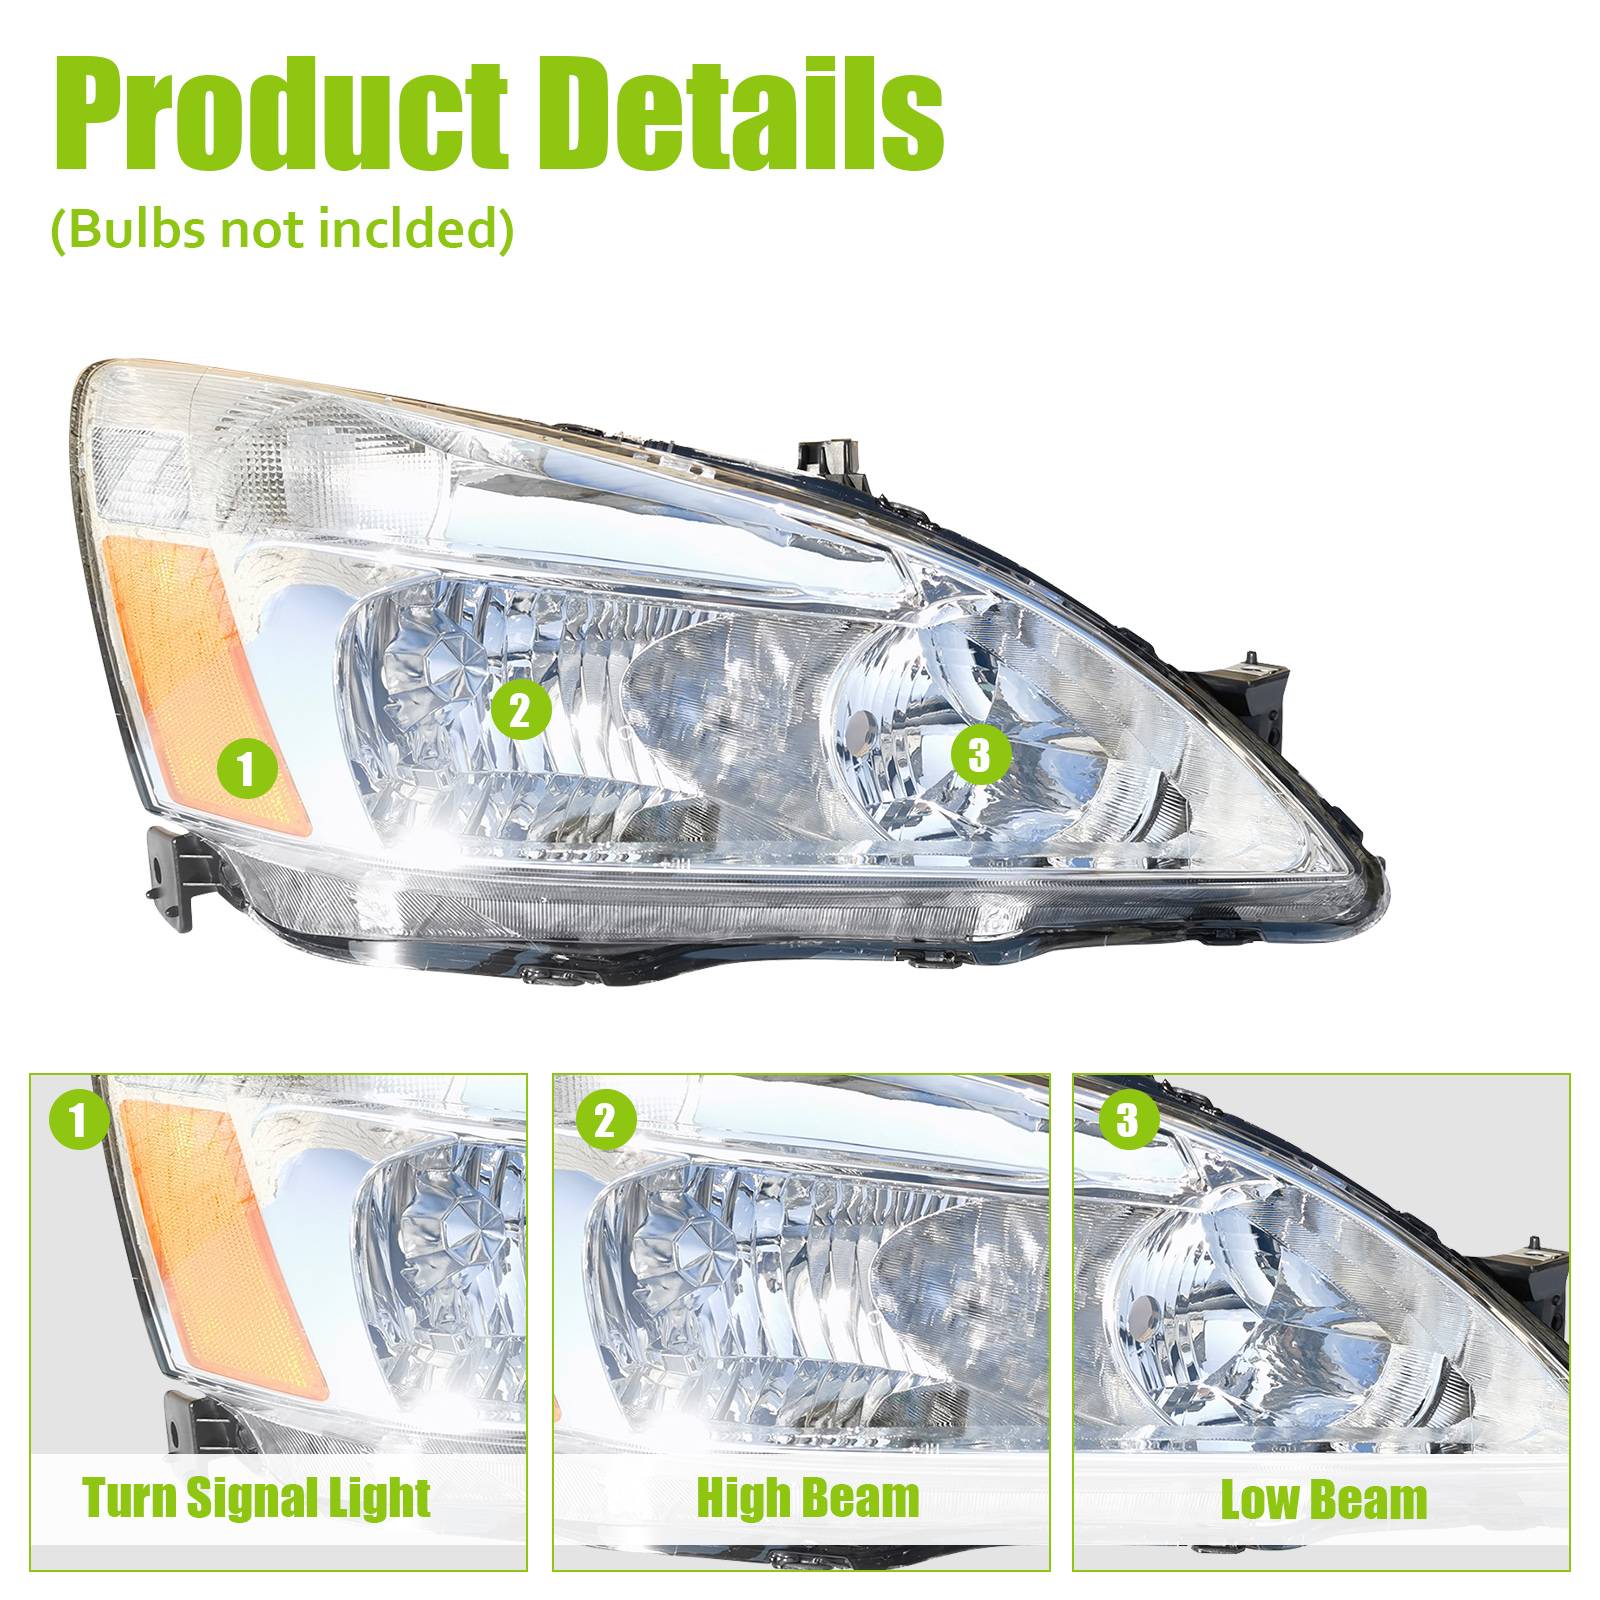 Product Details
(Bulbs not inclded)
1
2
3
1
2
3
Turn Signal Light
High Beam
Low Beam